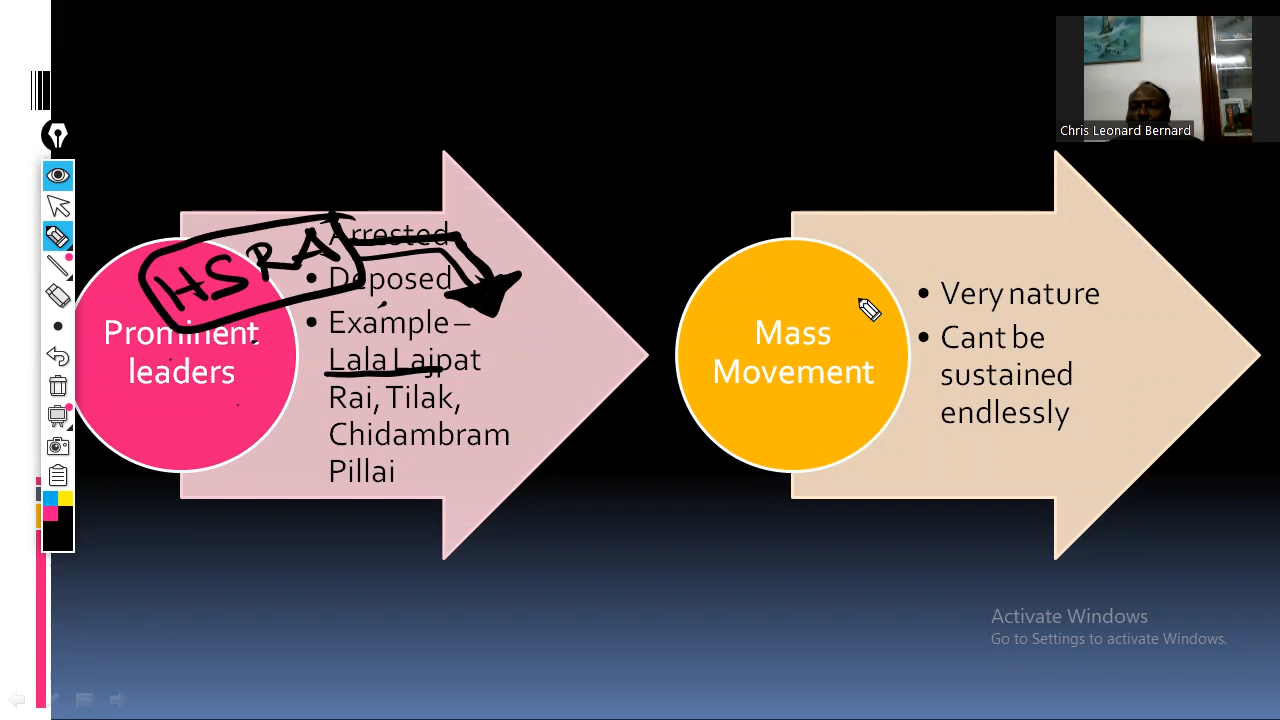 Chris Leonard Bernard
HSRA
Prominent
leaders
• Arrested
• Deposed
• Example –
Lala Lajpat
Rai, Tilak,
Chidambram
Pillai
Mass
Movement
• Very nature
• Cant be
sustained
endlessly
Activate Windows
Go to Settings to activate Windows.